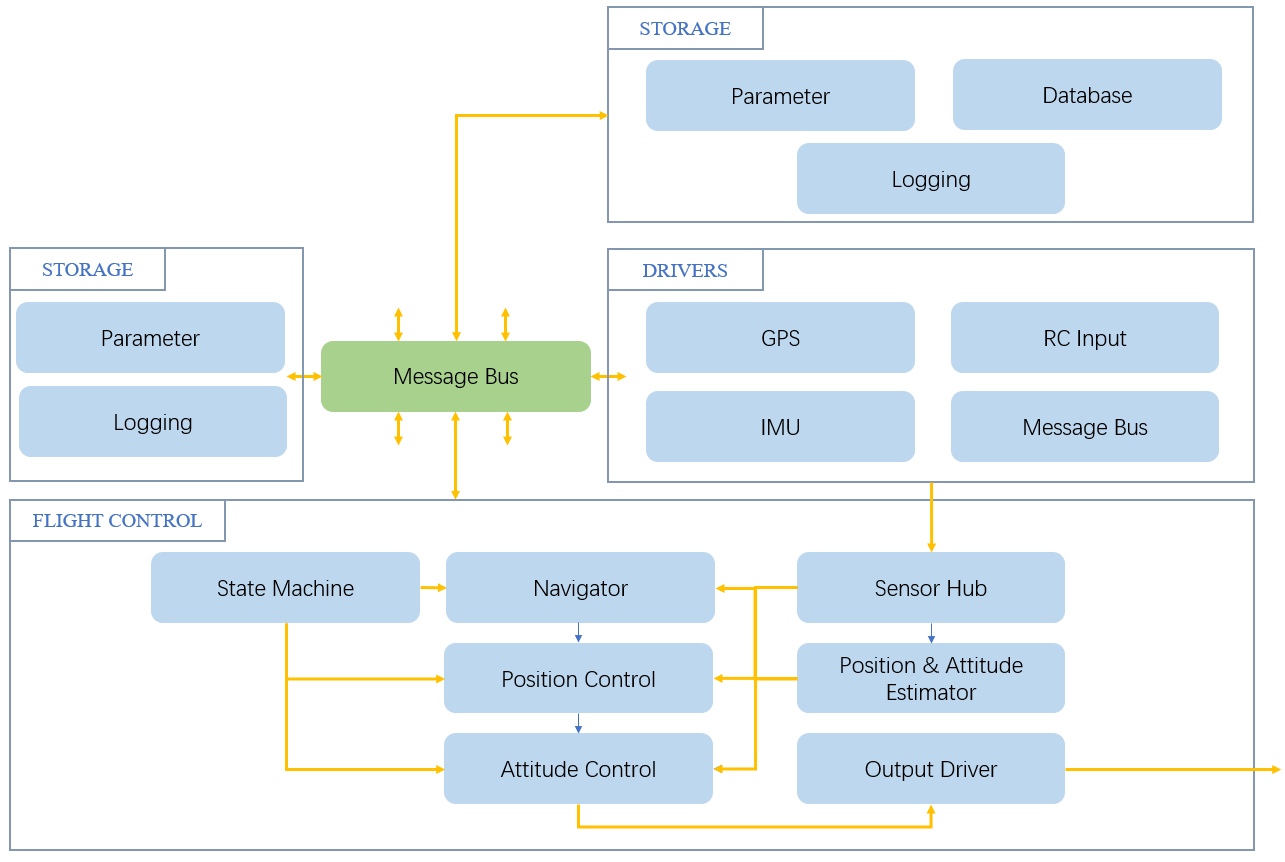 STORAGE
Parameter
Database
Logging
STORAGE
Parameter
Logging
Message Bus
DRIVERS
GPS
RC Input
IMU
Message Bus
FLIGHT CONTROL
State Machine
Navigator
Sensor Hub
Position Control
Position & Attitude
Estimator
Attitude Control
Output Driver